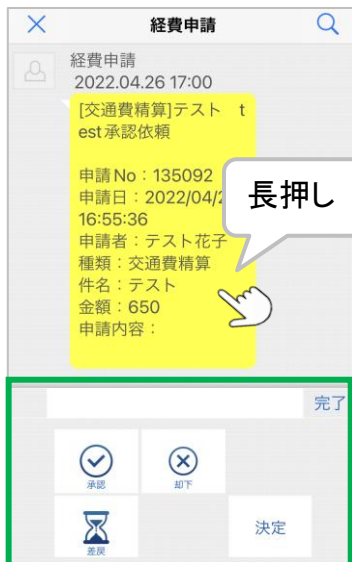 経費申請
経費申請
2022.04.26 17:00
[交通費精算]テスト t
est承認依頼
申請No：135092
申請日：2022/04/2
16:55:36
申請者：テスト花子
種類：交通費精算
件名：テスト
金額：650
申請内容：
長押し
完了
承認
却下
差戻
決定